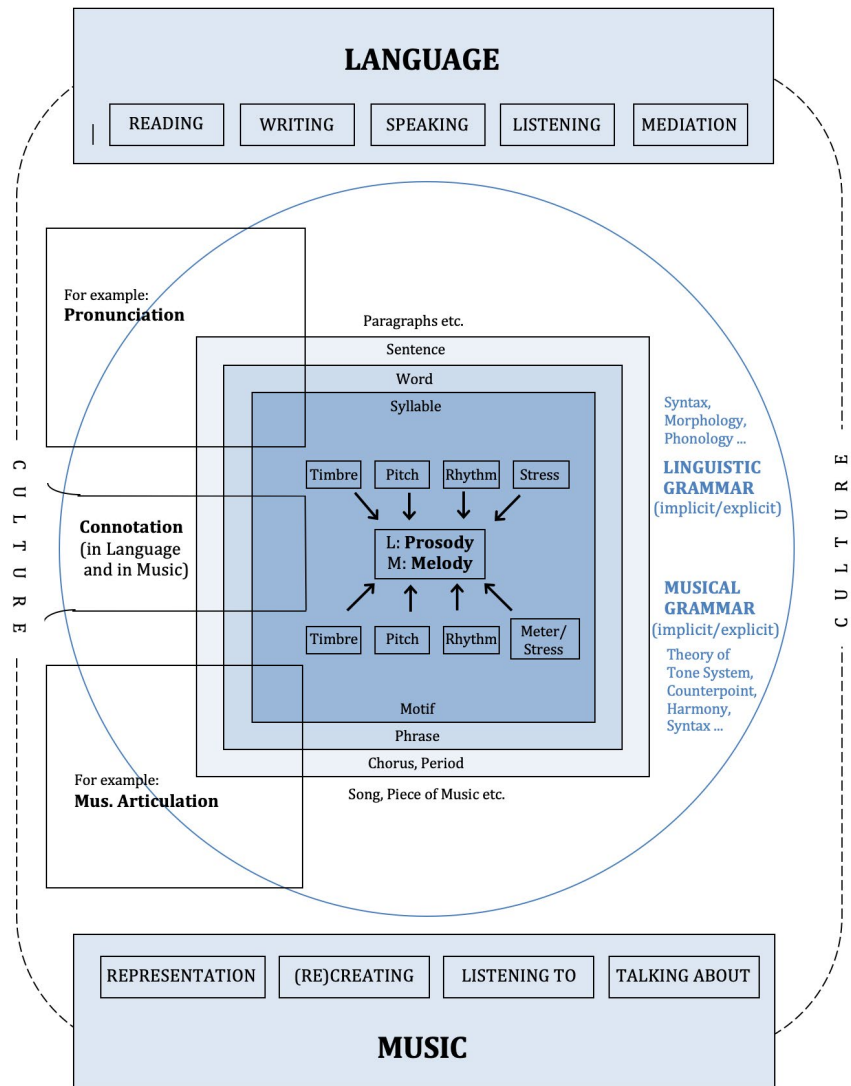 LANGUAGE
READING WRITING SPEAKING LISTENING MEDIATION
For example:
Pronunciation
Paragraphs etc.
Sentence
Word
Syllable
Syntax,
Morphology,
Phonology ...
LINGUISTIC
GRAMMAR
(implicit/explicit)
CULTURE
Timbre Pitch Rhythm Stress
Connotation
(in Language
and in Music)
L: Prosody
M: Melody
CULTURE
MUSICAL
GRAMMAR
(implicit/explicit)
Theory of
Tone System,
Counterpoint,
Harmony,
Syntax ...
Timbre Pitch Rhythm Meter/
Stress
Motif
Phrase
Chorus, Period
Song, Piece of Music etc.
For example:
Mus. Articulation
REPRESENTATION (RE)CREATING LISTENING TO TALKING ABOUT
MUSIC